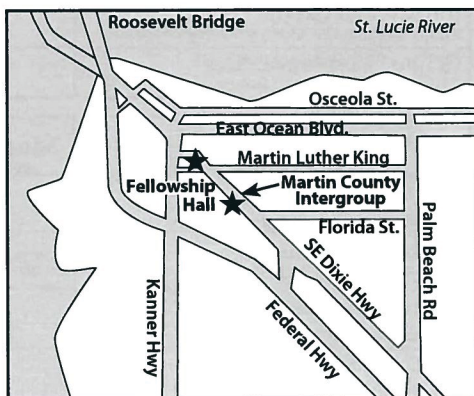 Roosevelt Bridge
St. Lucie River
Osceola St.
East Ocean Blvd.
Martin Luther King
Fellowship
Hall
Martin County
Intergroup
Florida St.
SE Dixie Hwy
Palm Beach Rd
Kanner Hwy
Federal Hwy